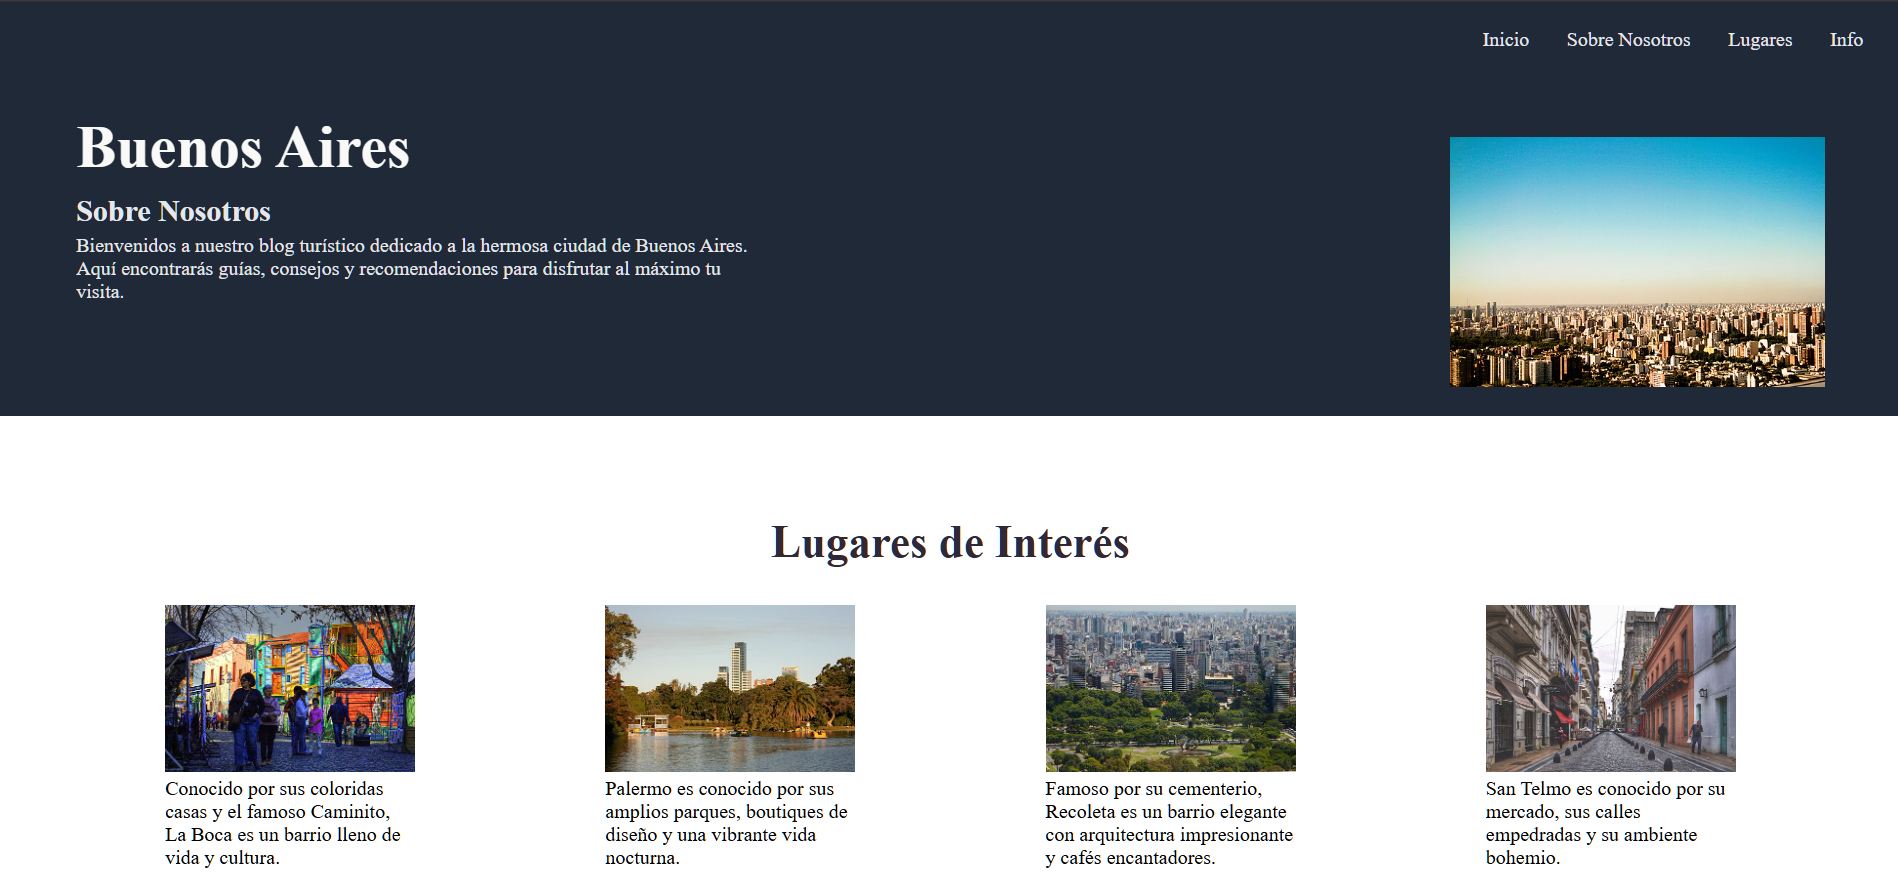 Inicio Sobre Nosotros Lugares Info
Buenos Aires
Sobre Nosotros
Bienvenidos a nuestro blog turístico dedicado a la hermosa ciudad de Buenos Aires.
Aquí encontrarás guías, consejos y recomendaciones para disfrutar al máximo tu
visita.
Lugares de Interés
Conocido por sus coloridas
casas y el famoso Caminito,
La Boca es un barrio lleno de
vida y cultura.
Palermo es conocido por sus
amplios parques, boutiques de
diseño y una vibrante vida
nocturna.
Famoso por su cementerio,
Recoleta es un barrio elegante
con arquitectura impresionante
y cafés encantadores.
San Telmo es conocido por su
mercado, sus calles
empedradas y su ambiente
bohemio.